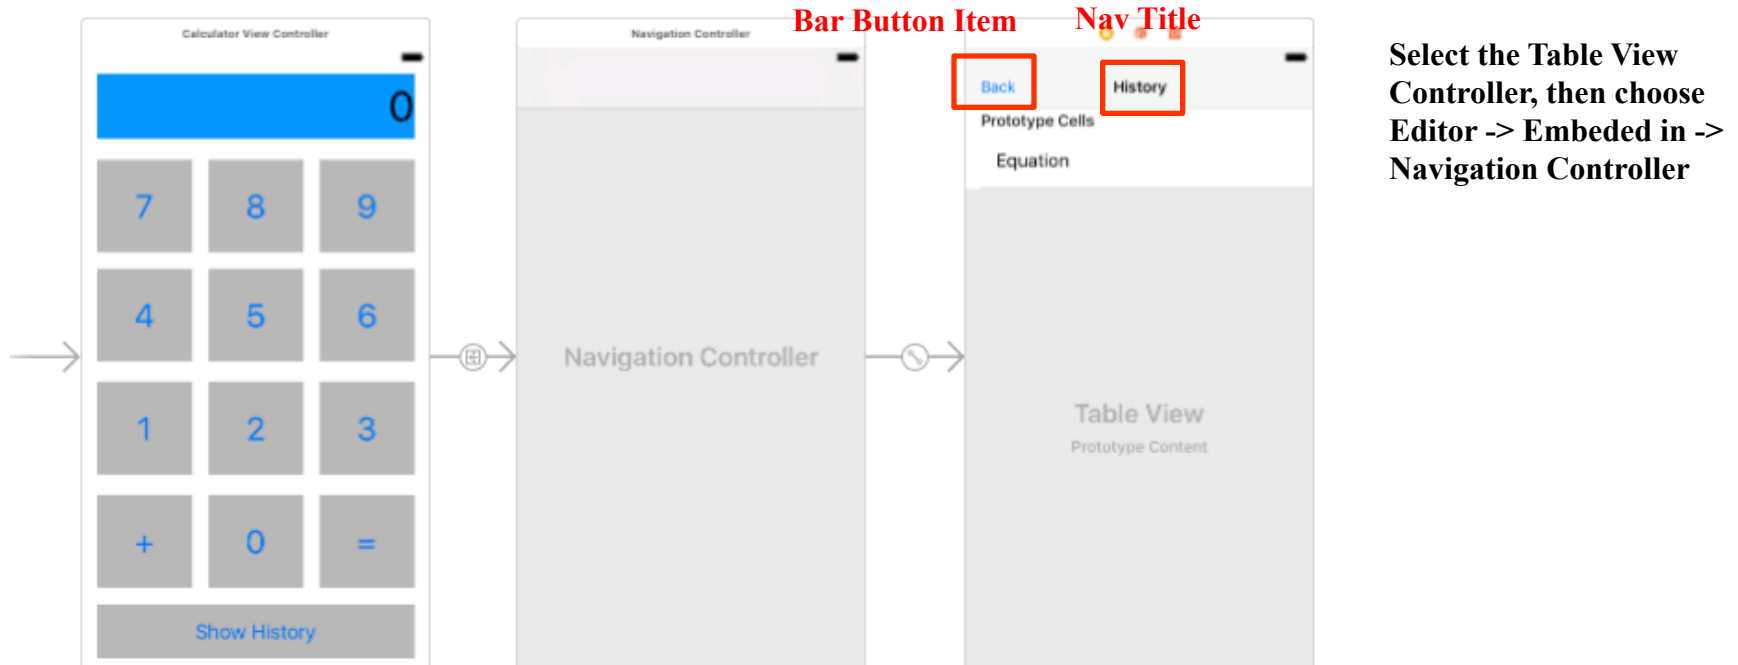 Bar Button Item
Nav Title
Calculator View Controller
Navigation Controller
0
7 8 9
4 5 6
1 2 3
+ 0 =
Show History
Navigation Controller
Back
History
Prototype Cells
Equation
Table View
Prototype Content
Select the Table View
Controller, then choose
Editor -> Embeded in ->
Navigation Controller